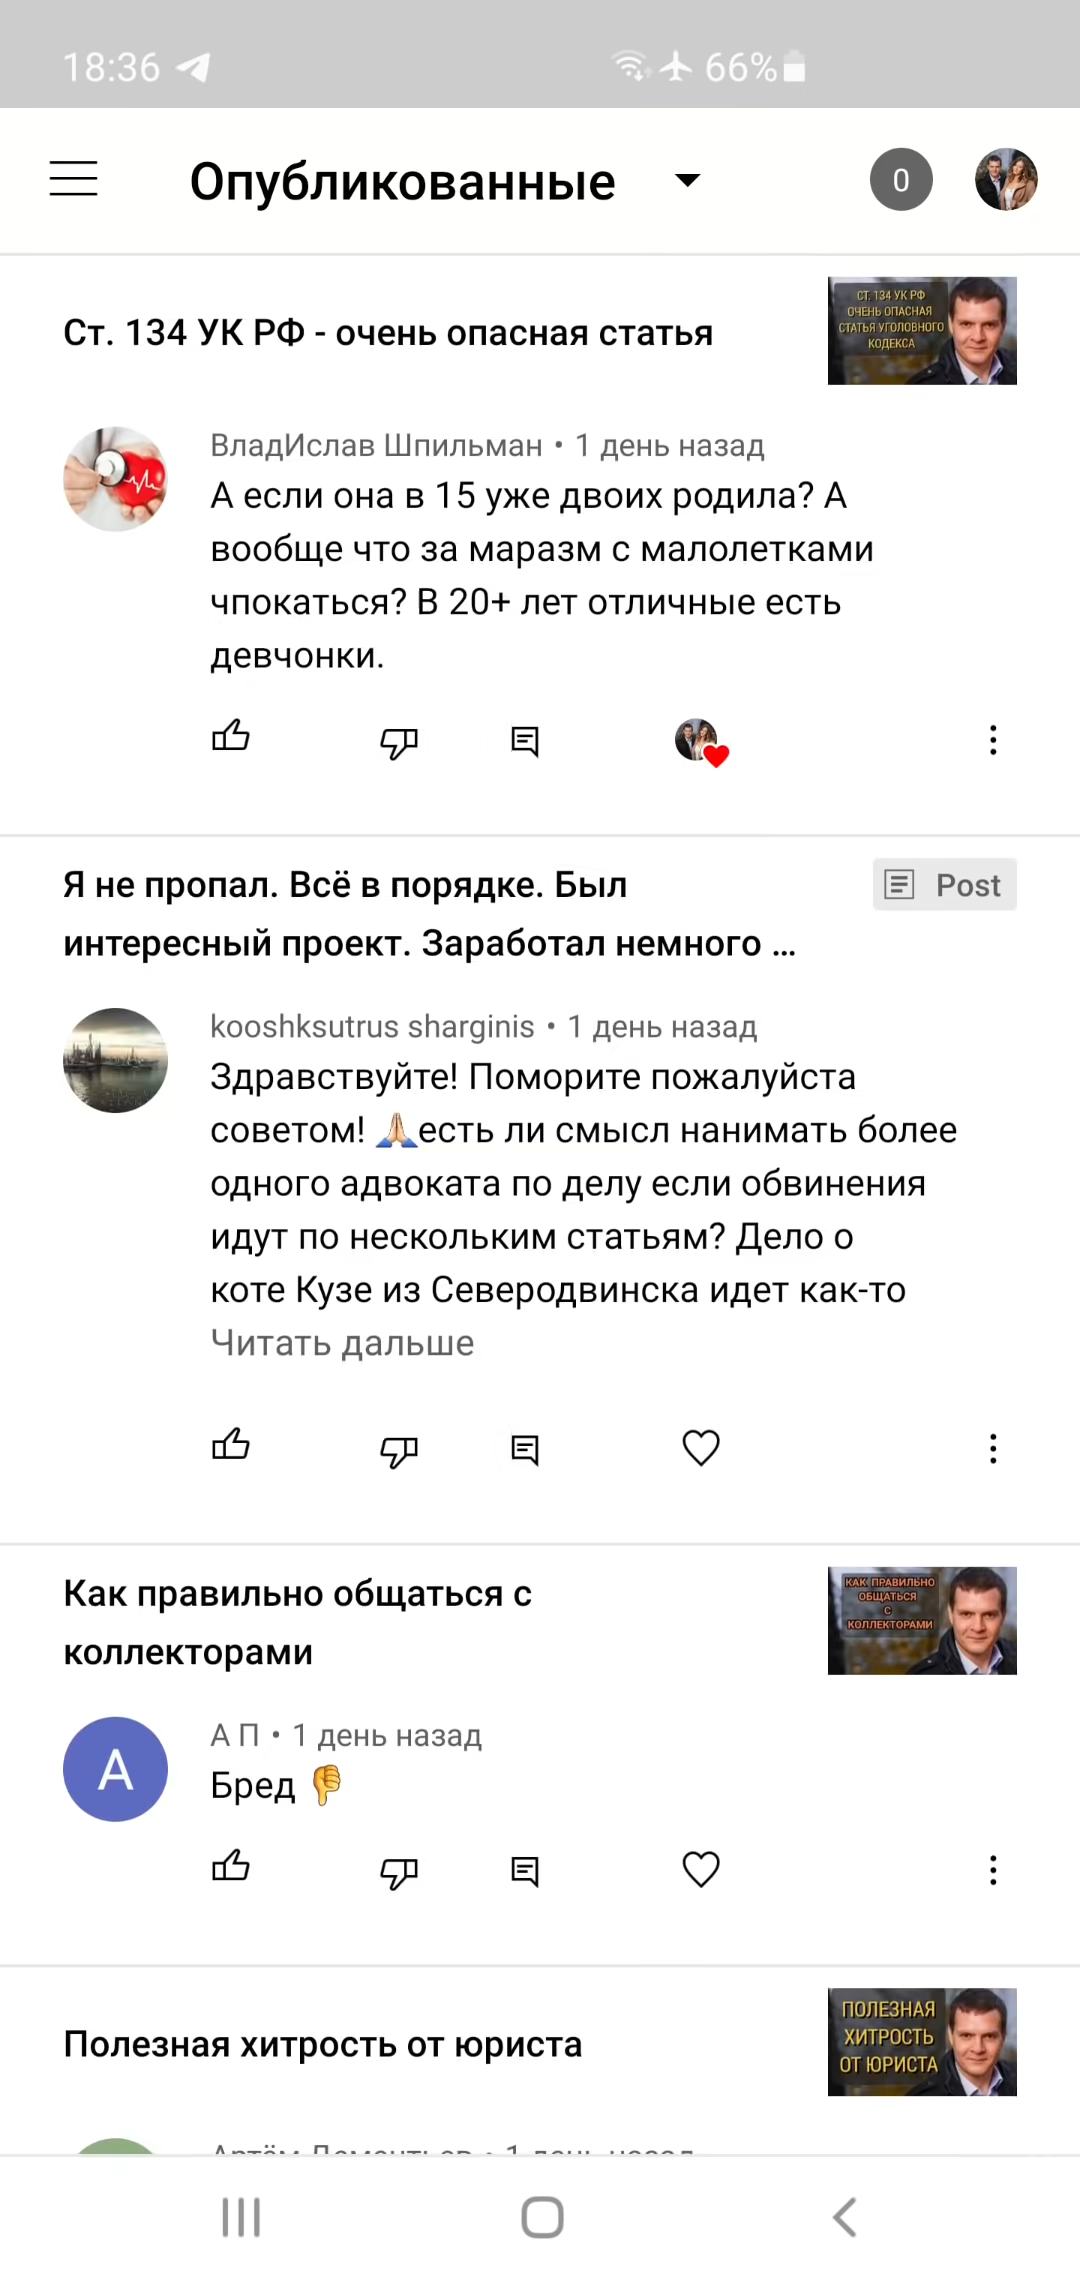 18:36
66%
Опубликованные
0
Ст. 134 УК РФ - очень опасная статья
СТ. 134 УК РФ
ОЧЕНЬ ОПАСНАЯ
СТАТЬЯ УГОЛОВНОГО
КОДЕКСА
ВладИслав Шпильман • 1 день назад
А если она в 15 уже двоих родила? А
вообще что за маразм с малолетками
чпокаться? В 20+ лет отличные есть
девчонки.
Я не пропал. Всё в порядке. Был
интересный проект. Заработал немного ...
Post
kooshksutrus sharginis • 1 день назад
Здравствуйте! Поморите пожалуйста
советом! 🙏есть ли смысл нанимать более
одного адвоката по делу если обвинения
идут по нескольким статьям? Дело о
коте Кузе из Северодвинска идет как-то
Читать дальше
Как правильно общаться с
коллекторами
КАК ПРАВИЛЬНО
ОБЩАТЬСЯ
С
КОЛЛЕКТОРАМИ
А
А П • 1 день назад
Бред 👎
Полезная хитрость от юриста
ПОЛЕЗНАЯ
ХИТРОСТЬ
ОТ ЮРИСТА
Артём Дементьев • 1 день назад